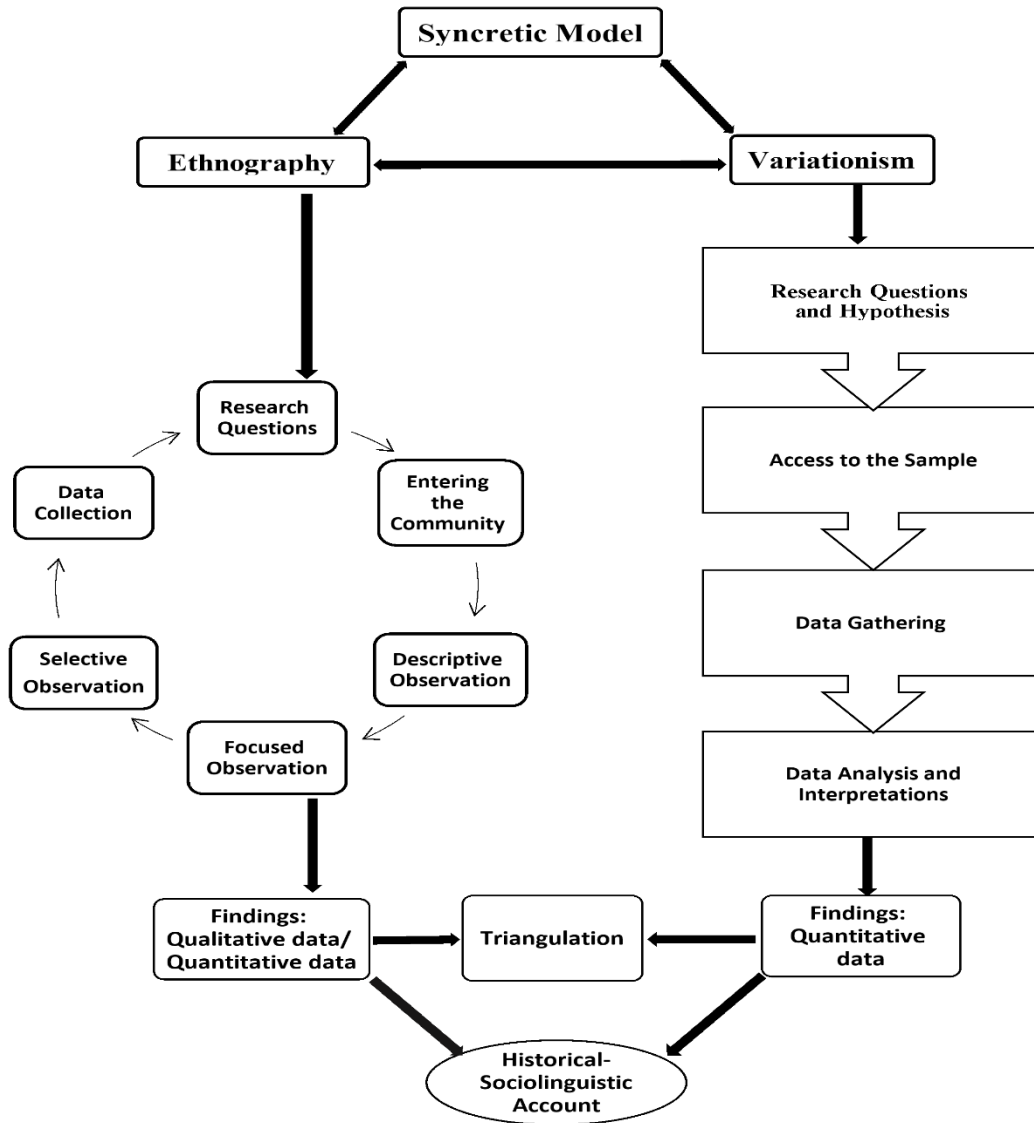 Syncretic Model
Ethnography
Variationism
Research Questions
and Hypothesis
Research
Questions
Entering
the
Community
Data
Collection
Access to the Sample
Data Gathering
Selective
Observation
Descriptive
Observation
Focused
Observation
Data Analysis and
Interpretations
Findings:
Qualitative data/
Quantitative data
Triangulation
Findings:
Quantitative
data
Historical-
Sociolinguistic
Account